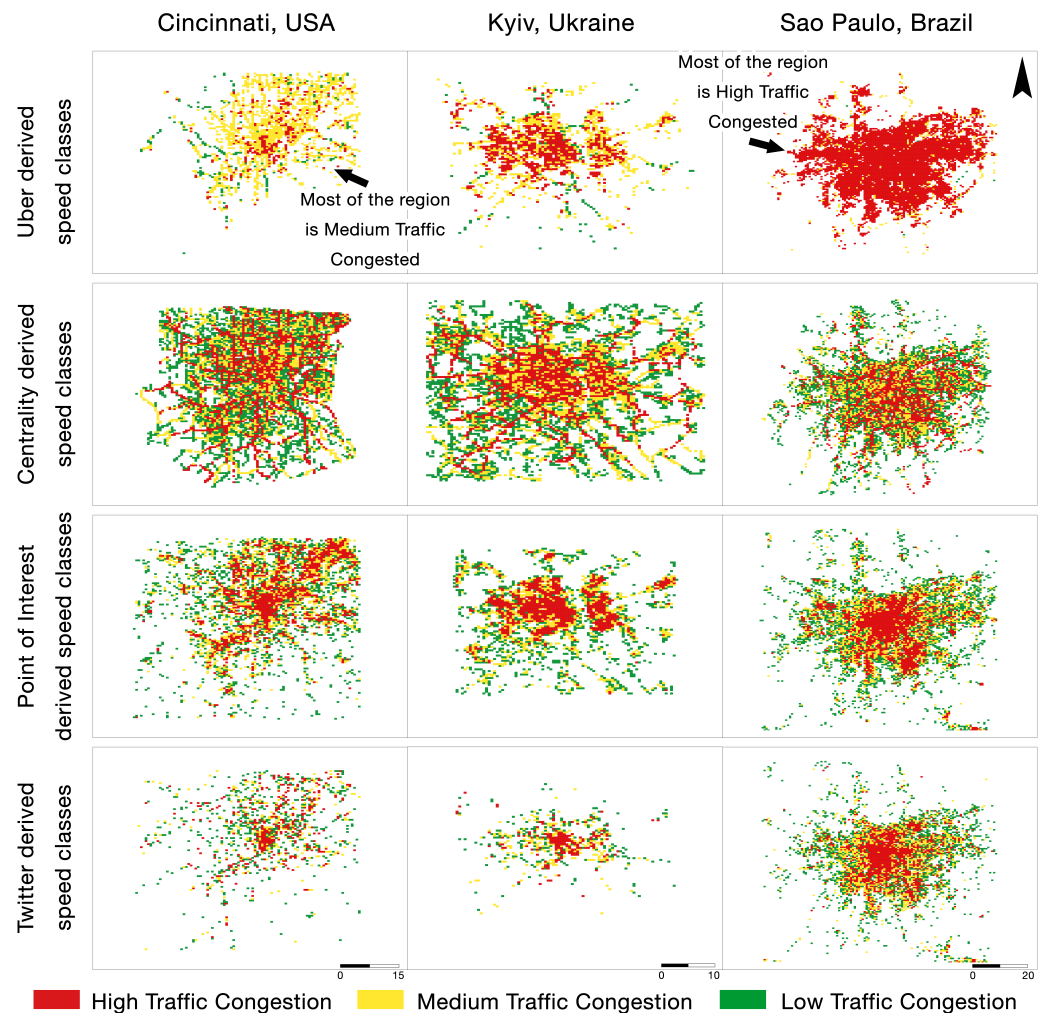 Cincinnati, USA
Kyiv, Ukraine
Sao Paulo, Brazil
Uber derived
speed classes
Most of the region
is Medium Traffic
Congested
Most of the region
is High Traffic
Congested
Centrality derived
speed classes
Point of Interest
derived speed classes
Twitter derived
speed classes
0 15
0 10
0 20
High Traffic Congestion
Medium Traffic Congestion
Low Traffic Congestion